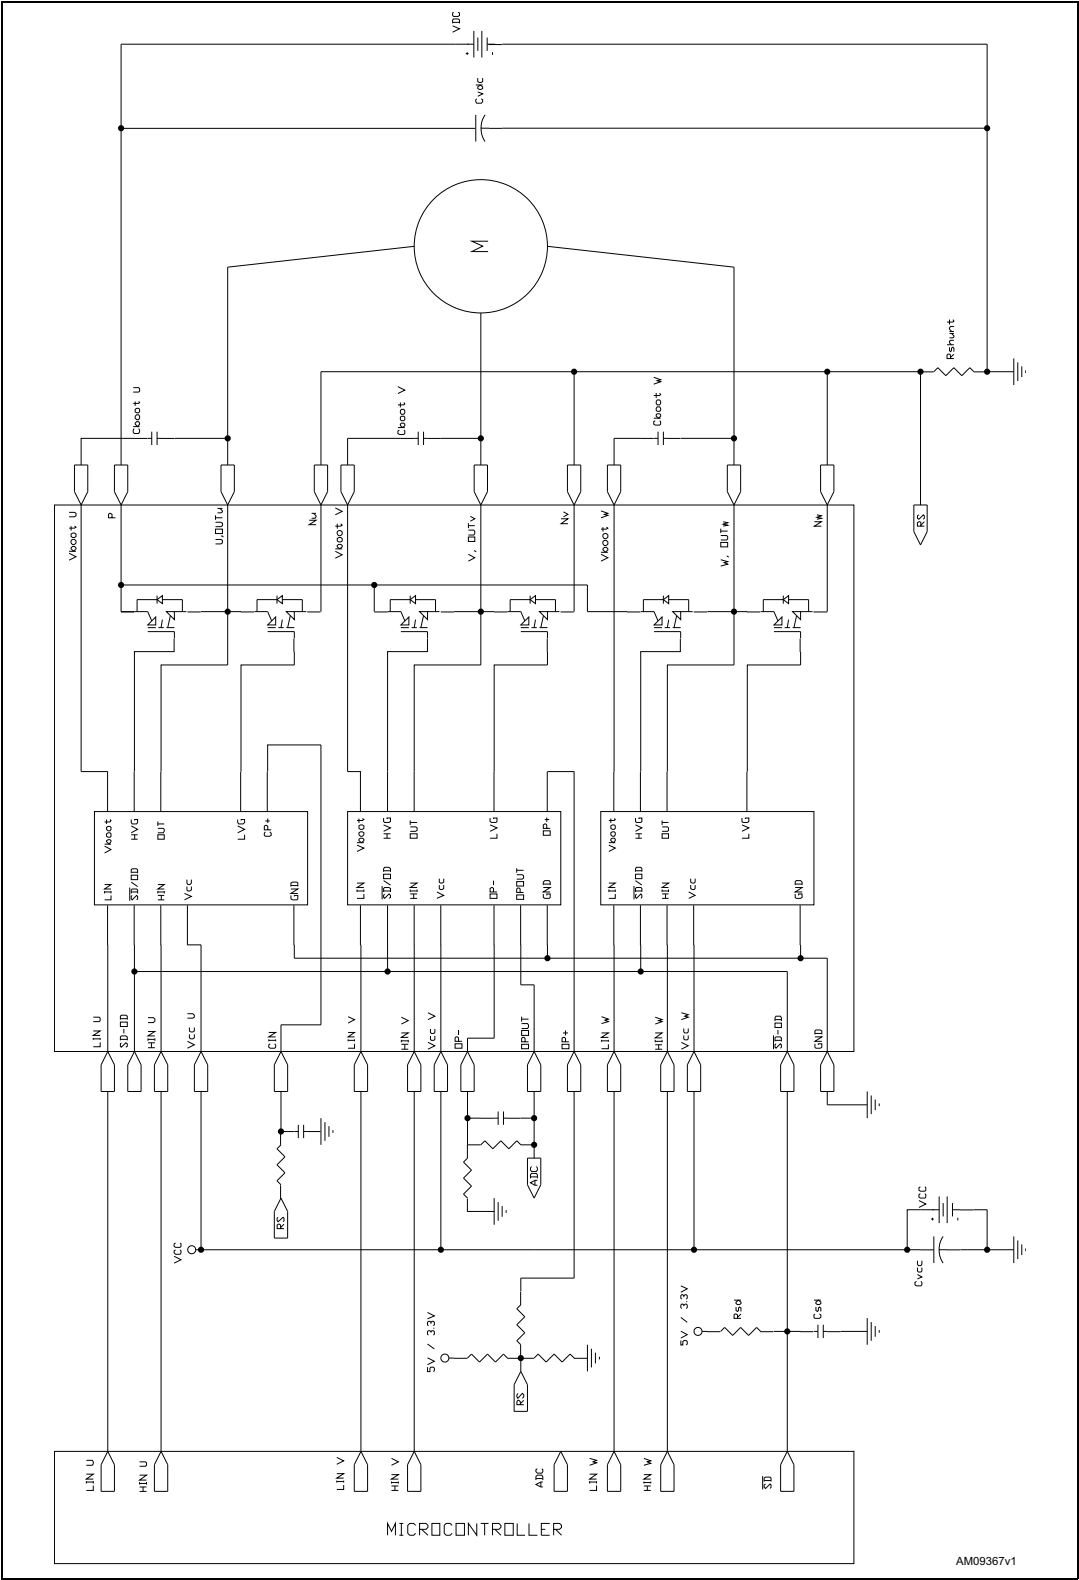 VDC
Cvdc
M
Rshunt
Cboot U
Cboot V
Cboot W
RS
Vboot U
P
U,OUTu
Nu
Vboot V
V, OUTv
Nv
Vboot W
W, OUTw
Nw
Vboot
HVG
OUT
LVG
CP+
LIN
SD/OD
HIN
Vcc
GND
Vboot
HVG
OUT
LVG
OP+
LIN
SD/OD
HIN
Vcc
OP-
OPOUT
GND
Vboot
HVG
OUT
LVG
LIN
SD/OD
HIN
Vcc
GND
LIN U
SD-OD
HIN U
Vcc U
CIN
LIN V
HIN V
Vcc V
OP-
OPOUT
OP+
LIN W
HIN W
Vcc W
SD-OD
GND
RS
ADC
VCC
VCC
Cvcc
5V / 3.3V
RS
5V / 3.3V
Rsd
Csd
LIN U
HIN U
LIN V
HIN V
ADC
LIN W
HIN W
SD
MICROCONTROLLER
AM09367v1